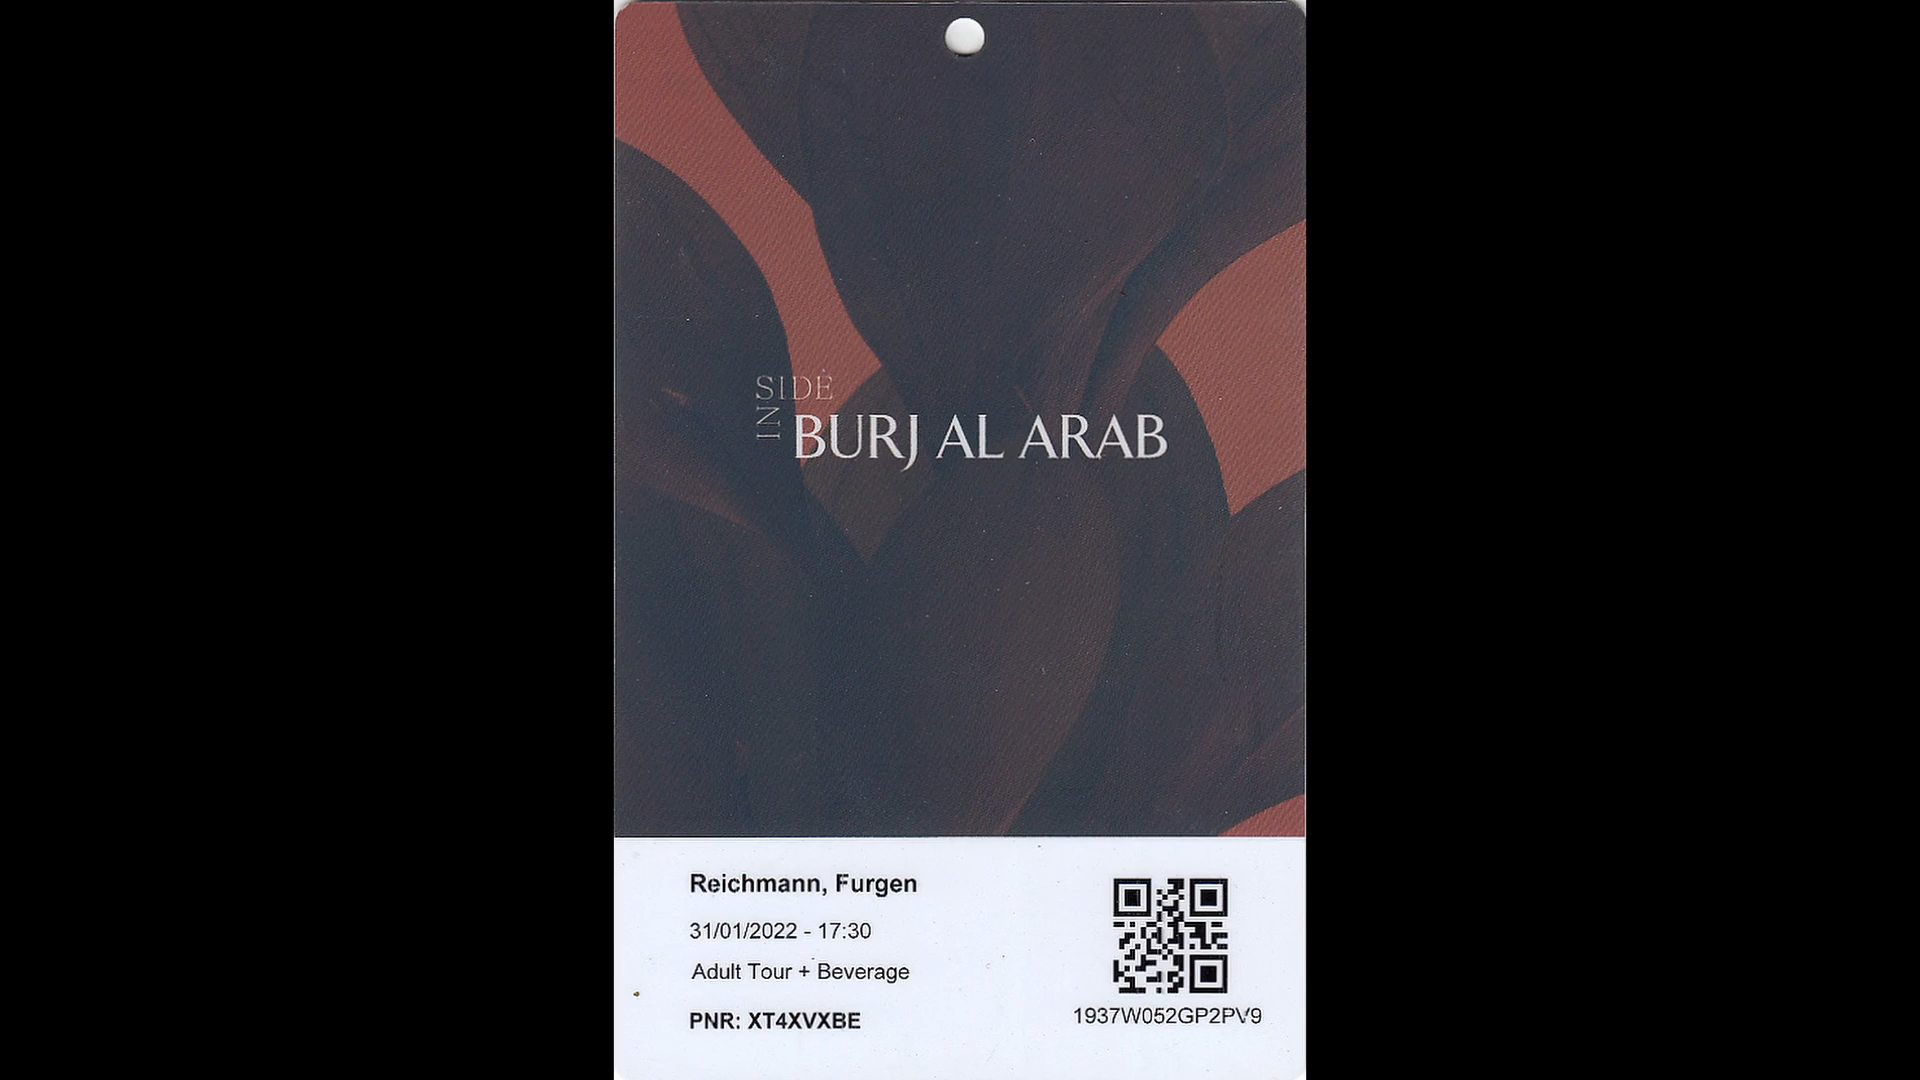 INSIDE
BURJ AL ARAB
Reichmann, Furgen
31/01/2022 - 17:30
Adult Tour + Beverage
PNR: XT4XVXBE
1937W052GP2PV9